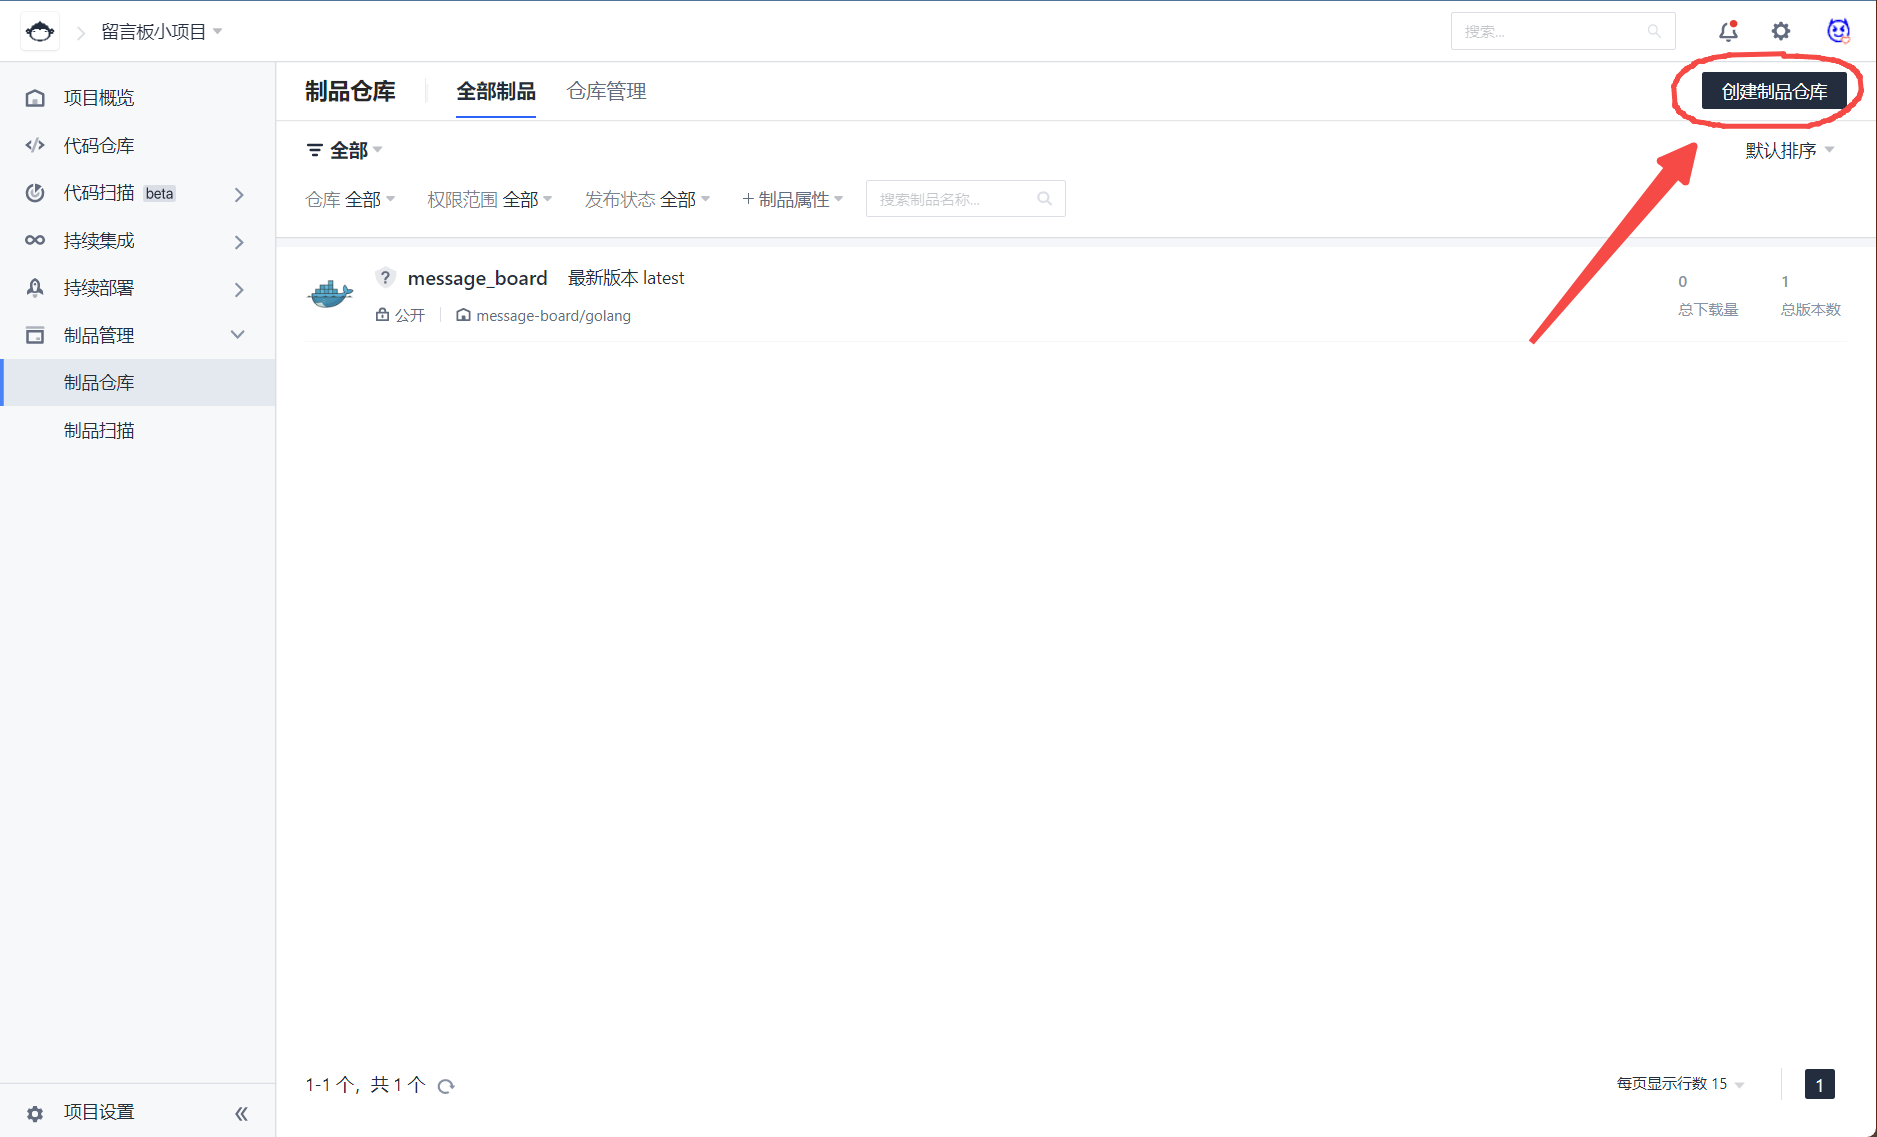 留言板小项目
搜索...
项目概览
代码仓库
代码扫描 beta
持续集成
持续部署
制品管理
制品仓库
制品扫描
项目设置
制品仓库 全部制品 仓库管理
创建制品仓库
全部
默认排序
仓库 全部 权限范围 全部 发布状态 全部 + 制品属性 搜索制品名称...
? message_board 最新版本 latest
公开 message-board/golang
0 1
总下载量 总版本数
1-1 个，共 1 个
每页显示行数 15
1